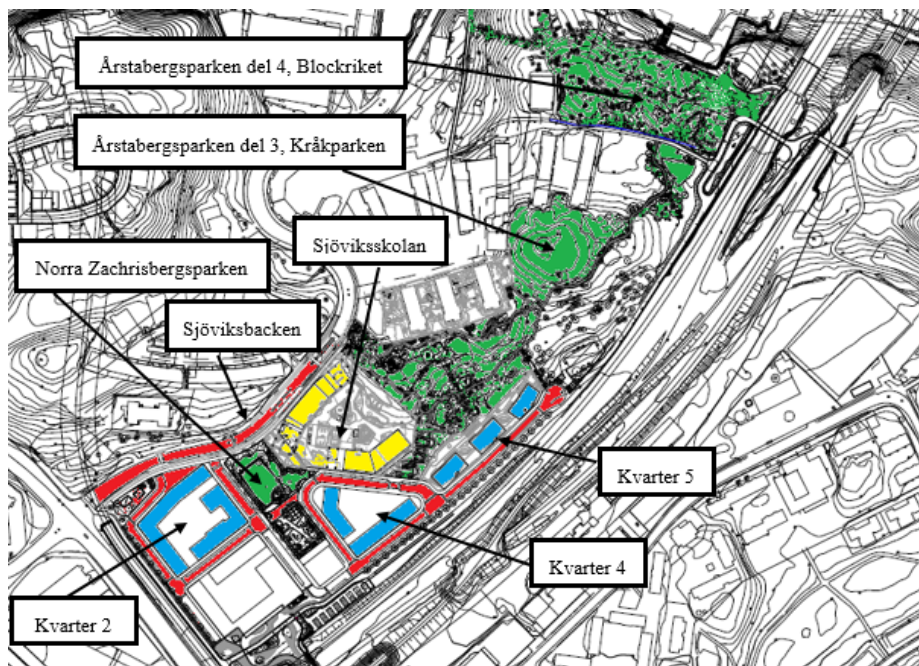 Årstabergsparken del 4, Blockriket
Årstabergsparken del 3, Kråkparken
Sjöviksskolan
Norra Zachrisbergsparken
Sjöviksbacken
Kvarter 5
Kvarter 4
Kvarter 2